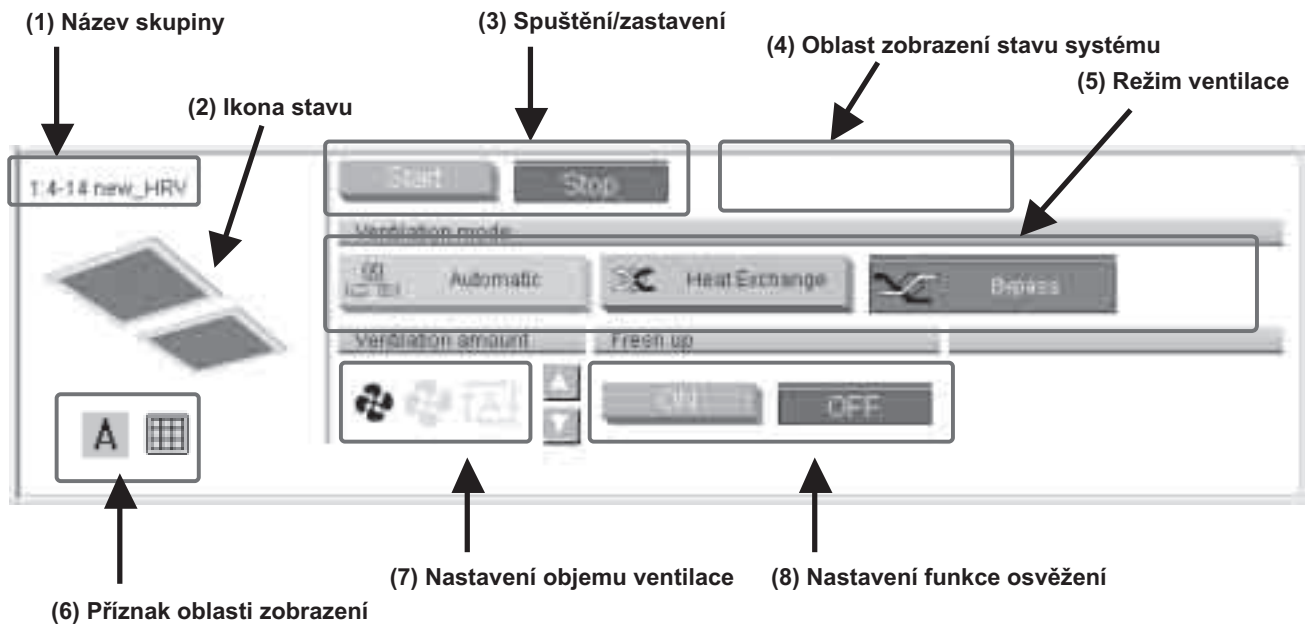 (1) Název skupiny
(3) Spuštění/zastavení
(4) Oblast zobrazení stavu systému
(5) Režim ventilace
(2) Ikona stavu
1:4-14 new_HRV
Start
Stop
Ventilation mode
Automatic
Heat Exchange
Bypass
Ventilation amount
Fresh up
ON
OFF
A
(7) Nastavení objemu ventilace
(8) Nastavení funkce osvěžení
(6) Příznak oblasti zobrazení